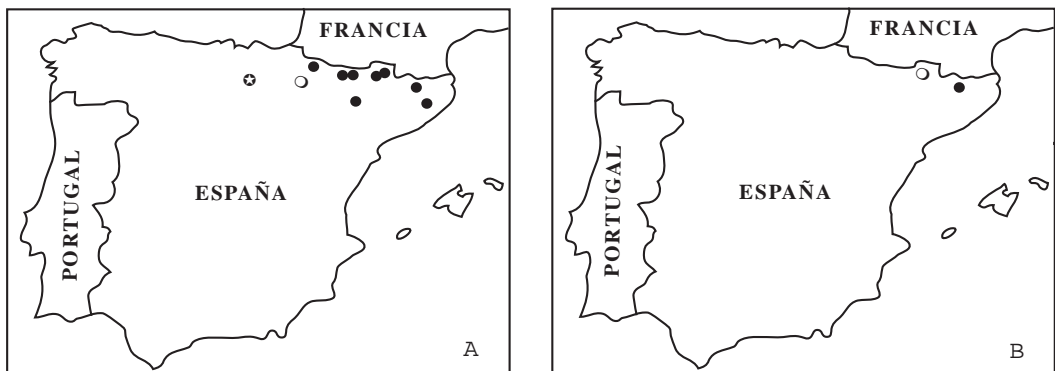 FRANCIA
ESPAÑA
PORTUGAL
A
FRANCIA
ESPAÑA
PORTUGAL
B